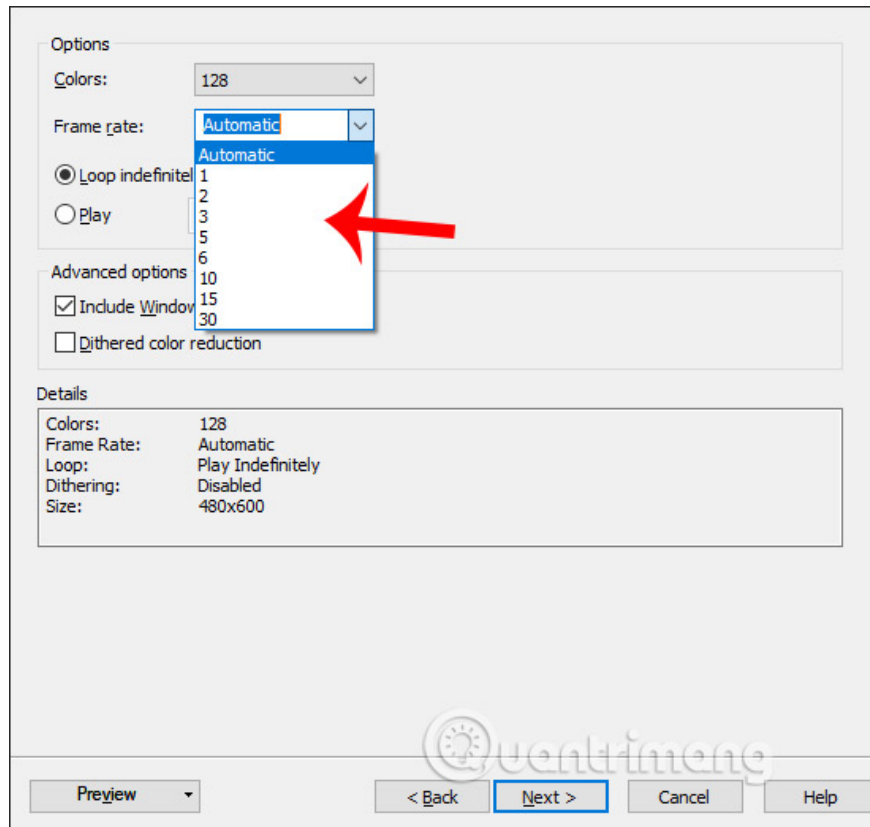 Options
Colors: 128
Frame rate: Automatic
Automatic
Loop indefinitel
1
2
Play
3
5
6
Advanced options
10
Include Window
15
30
Dithered color reduction
Details
Colors: 128
Frame Rate: Automatic
Loop: Play Indefinitely
Dithering: Disabled
Size: 480x600
Quantrimang
Preview < Back Next > Cancel Help